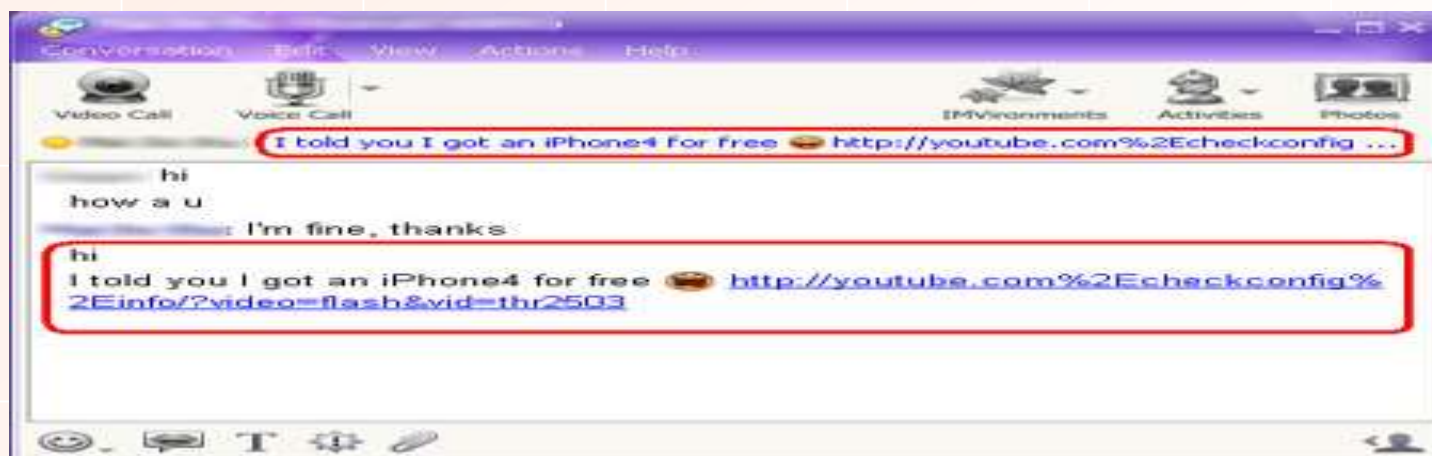 Conversation Edit View Actions Help
Video Call Voice Call IMVironments Activities Photos
I told you I got an iPhone4 for free http://youtube.com%2Echeckconfig ...
hi
how a u
: I'm fine, thanks
hi
I told you I got an iPhone4 for free http://youtube.com%2Echeckconfig%
2Einfo/?video=flash&vid=thr2503